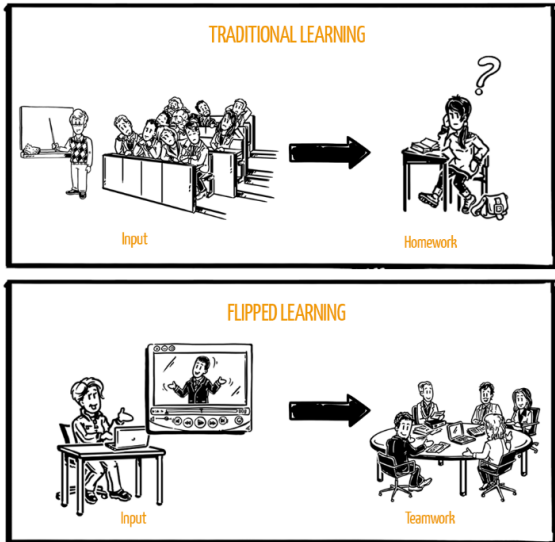 TRADITIONAL LEARNING
?
Input
Homework
FLIPPED LEARNING
Input
Teamwork